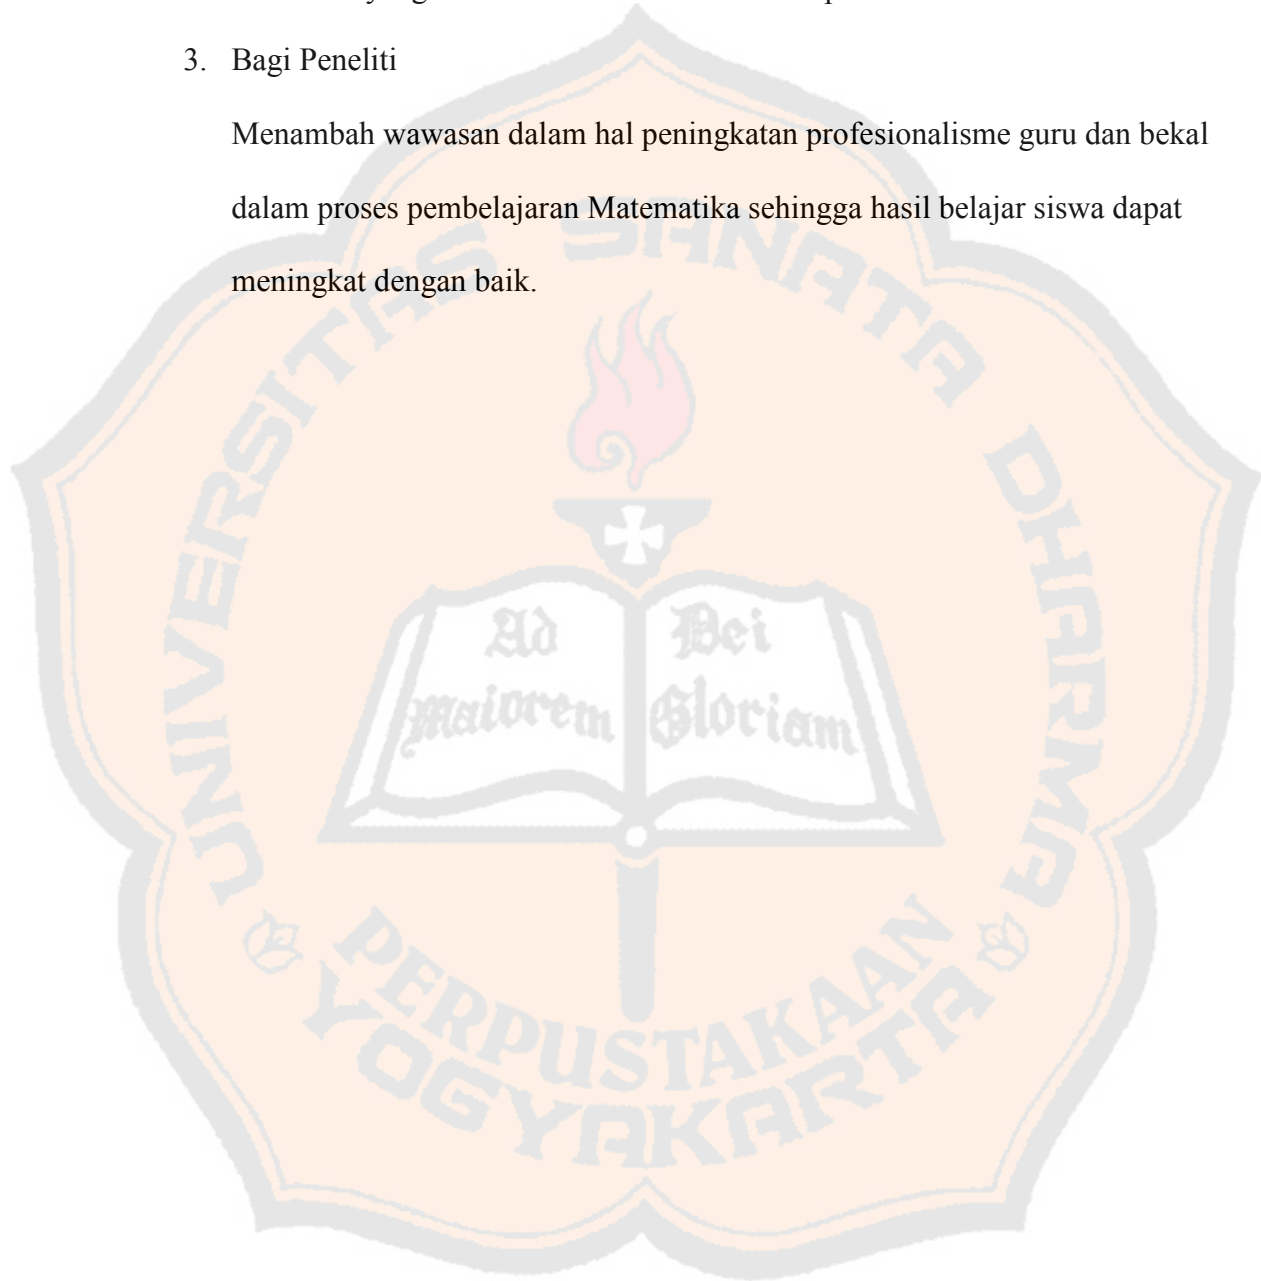 3. Bagi Peneliti
Menambah wawasan dalam hal peningkatan profesionalisme guru dan bekal
dalam proses pembelajaran Matematika sehingga hasil belajar siswa dapat
meningkat dengan baik.
UNIVERSITAS SANATA DHARMA
Ad Dei
Maiorem Gloriam
PERPUSTAKAAN
YOGYAKARTA